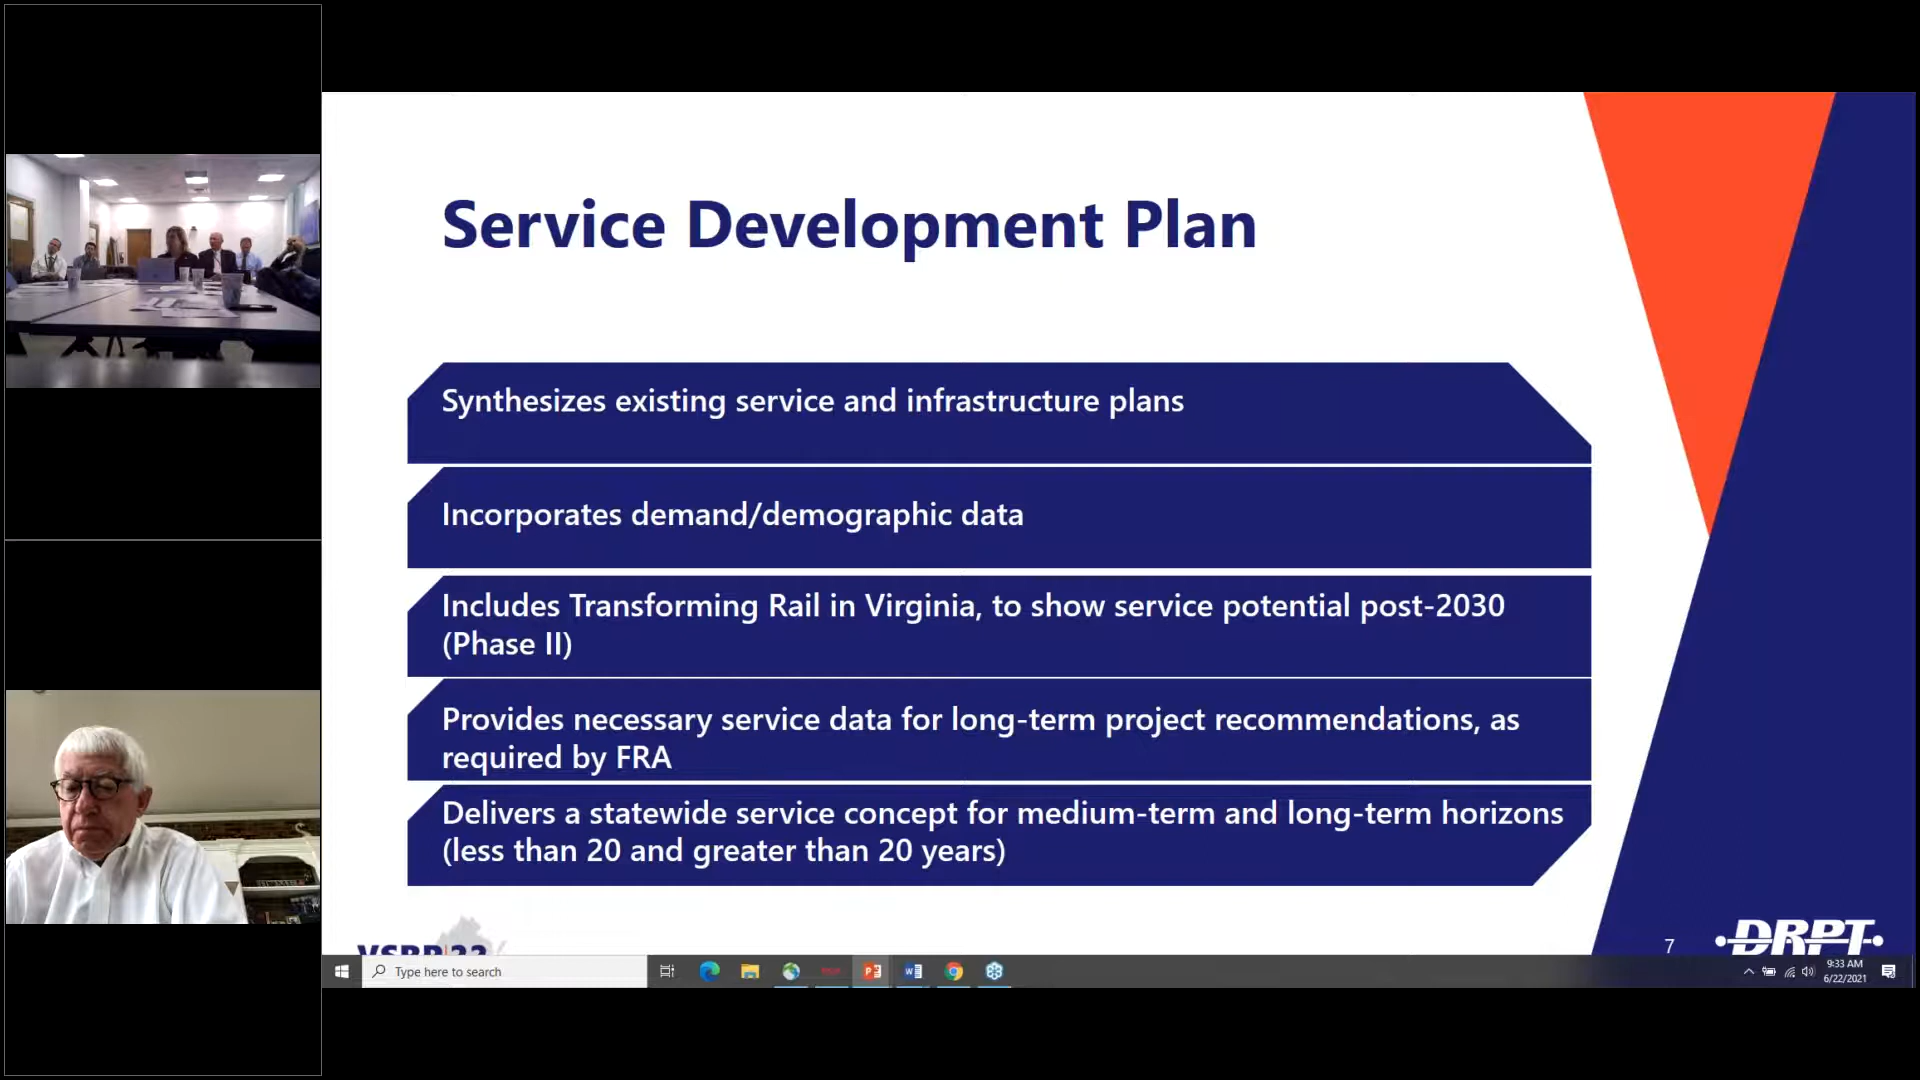 Service Development Plan
Synthesizes existing service and infrastructure plans
Incorporates demand/demographic data
Includes Transforming Rail in Virginia, to show service potential post-2030
(Phase II)
Provides necessary service data for long-term project recommendations, as
required by FRA
Delivers a statewide service concept for medium-term and long-term horizons
(less than 20 and greater than 20 years)
7
DRPT
Type here to search
9:33 AM
6/22/2021